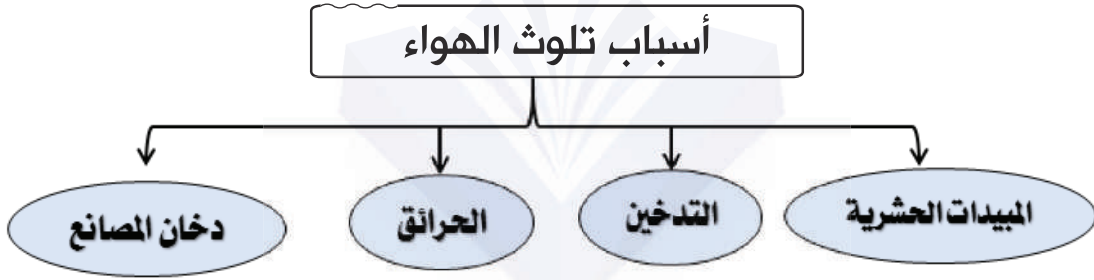 أسباب تلوث الهواء
المبيدات الحشرية
التدخين
الحرائق
دخان المصانع